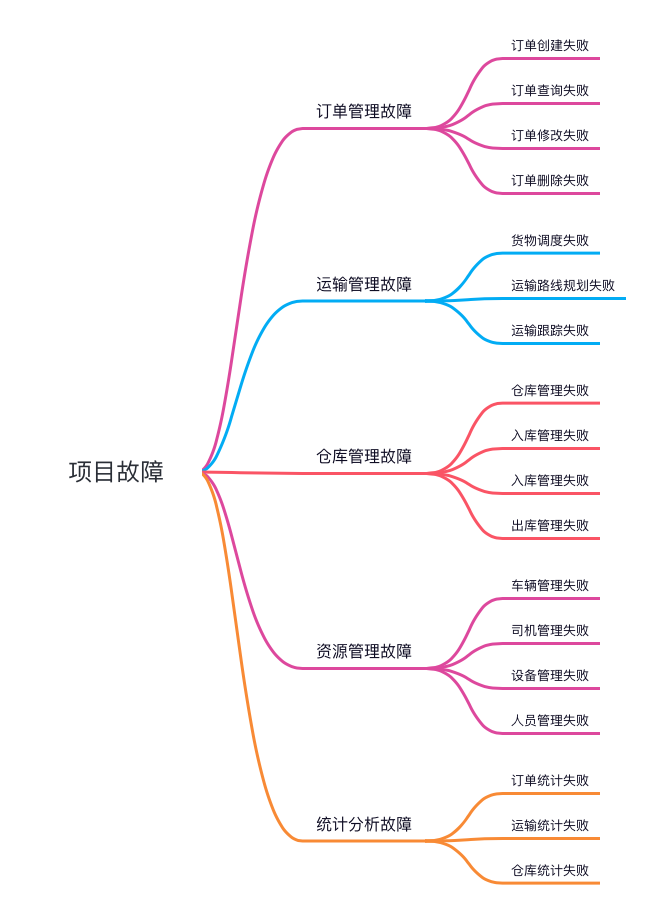 项目故障
订单管理故障
订单创建失败
订单查询失败
订单修改失败
订单删除失败
运输管理故障
货物调度失败
运输路线规划失败
运输跟踪失败
仓库管理故障
仓库管理失败
入库管理失败
入库管理失败
出库管理失败
资源管理故障
车辆管理失败
司机管理失败
设备管理失败
人员管理失败
统计分析故障
订单统计失败
运输统计失败
仓库统计失败